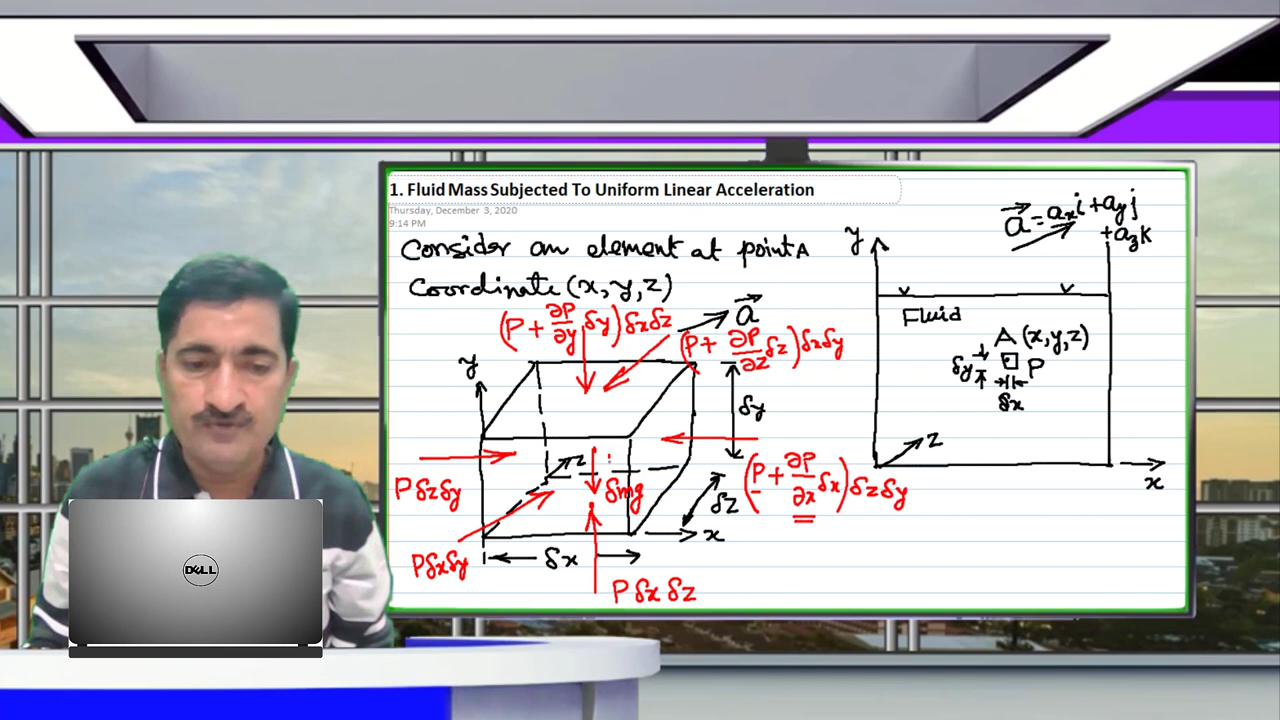 1. Fluid Mass Subjected To Uniform Linear Acceleration
Thursday, December 3, 2020
9:14 PM
Consider an element at point A
Coordinate (x, y, z)
(P + ∂P/∂y δy) δx δz
a⃗
(P + ∂P/∂z δz) δx δy
y
δy
z
P δz δy
δmg
(P + ∂P/∂x δx) δz δy
δz
x
P δx δy
δx
P δx δz
a⃗ = axi + ayj
+ azk
y
Fluid
A (x, y, z)
δy
P
δx
z
x
DELL